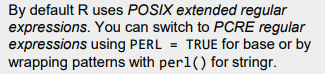 By default R uses POSIX extended regular
expressions. You can switch to PCRE regular
expressions using PERL = TRUE for base or by
wrapping patterns with perl() for stringr.